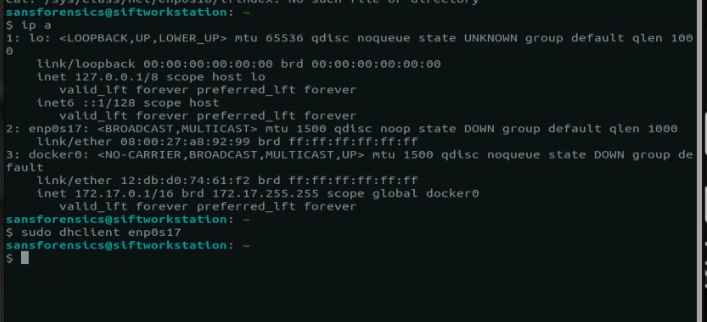 cat: /sys/class/net/enp0s16/ifindex: No such file or directory
sansforensics@siftworkstation: ~
$ ip a
1: lo: <LOOPBACK,UP,LOWER_UP> mtu 65536 qdisc noqueue state UNKNOWN group default qlen 100
0
    link/loopback 00:00:00:00:00:00 brd 00:00:00:00:00:00
    inet 127.0.0.1/8 scope host lo
       valid_lft forever preferred_lft forever
    inet6 ::1/128 scope host
       valid_lft forever preferred_lft forever
2: enp0s17: <BROADCAST,MULTICAST> mtu 1500 qdisc noop state DOWN group default qlen 1000
    link/ether 08:00:27:a8:92:99 brd ff:ff:ff:ff:ff:ff
3: docker0: <NO-CARRIER,BROADCAST,MULTICAST,UP> mtu 1500 qdisc noqueue state DOWN group de
fault
    link/ether 12:db:d0:74:61:f2 brd ff:ff:ff:ff:ff:ff
    inet 172.17.0.1/16 brd 172.17.255.255 scope global docker0
       valid_lft forever preferred_lft forever
sansforensics@siftworkstation: ~
$ sudo dhclient enp0s17
sansforensics@siftworkstation: ~
$